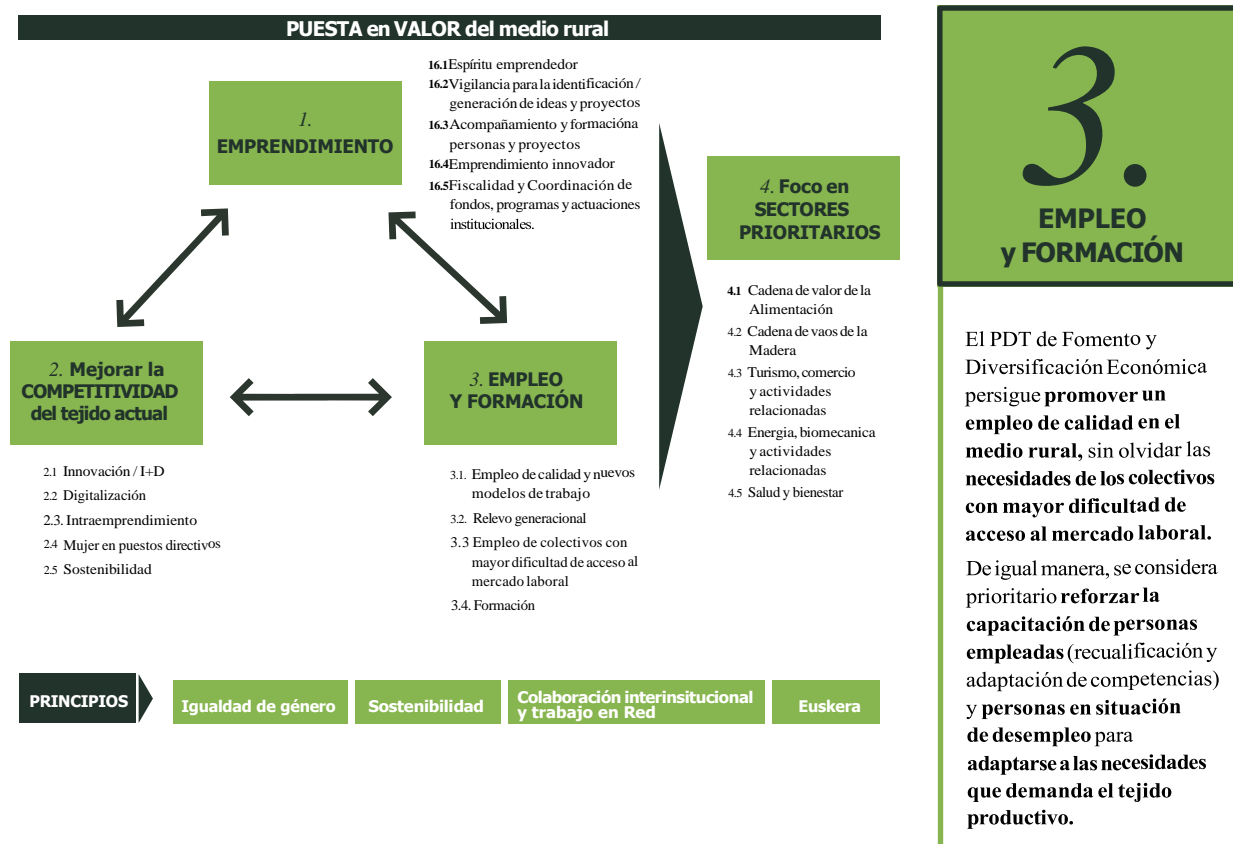 PUESTA en VALOR del medio rural
1.
EMPRENDIMIENTO
16.1Espíritu emprendedor
16.2Vigilancia para la identificación /
generación de ideas y proyectos
16.3Acompañamiento y formacióna
personas y proyectos
16.4Emprendimiento innovador
16.5Fiscalidad y Coordinación de
fondos, programas y actuaciones
institucionales.
2. Mejorar la
COMPETITIVIDAD
del tejido actual
2.1 Innovación / I+D
2.2 Digitalización
2.3. Intraemprendimiento
2.4 Mujer en puestos directivos
2.5 Sostenibilidad
3. EMPLEO
Y FORMACIÓN
3.1. Empleo de calidad y nuevos
modelos de trabajo
3.2. Relevo generacional
3.3 Empleo de colectivos con
mayor dificultad de acceso al
mercado laboral
3.4. Formación
4. Foco en
SECTORES
PRIORITARIOS
4.1 Cadena de valor de la
Alimentación
4.2 Cadena de vaos de la
Madera
4.3 Turismo, comercio
y actividades
relacionadas
4.4 Energia, biomecanica
y actividades
relacionadas
4.5 Salud y bienestar
PRINCIPIOS
Igualdad de género
Sostenibilidad
Colaboración interinsitucional
y trabajo en Red
Euskera
3.
EMPLEO
y FORMACIÓN
El PDT de Fomento y
Diversificación Económica
persigue promover un
empleo de calidad en el
medio rural, sin olvidar las
necesidades de los colectivos
con mayor dificultad de
acceso al mercado laboral.
De igual manera, se considera
prioritario reforzar la
capacitación de personas
empleadas (recualificación y
adaptación de competencias)
y personas en situación
de desempleo para
adaptarse a las necesidades
que demanda el tejido
productivo.